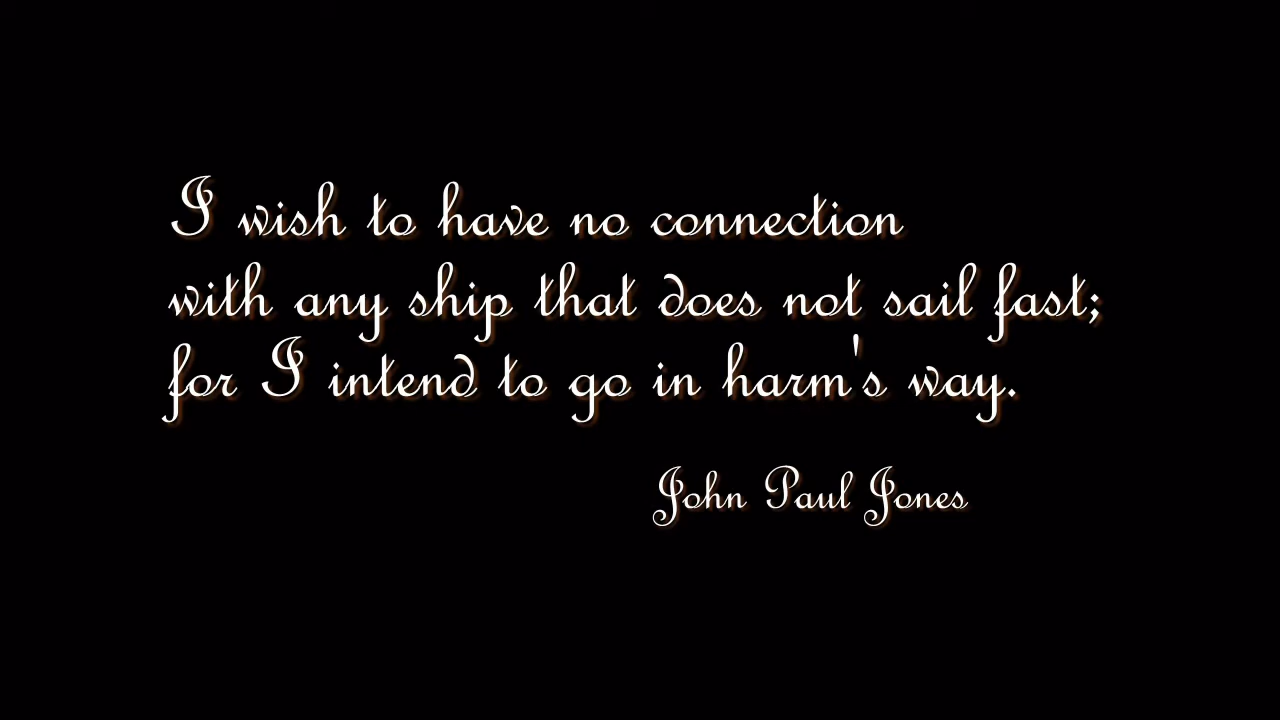 I wish to have no connection
with any ship that does not sail fast;
for I intend to go in harm's way.
John Paul Jones